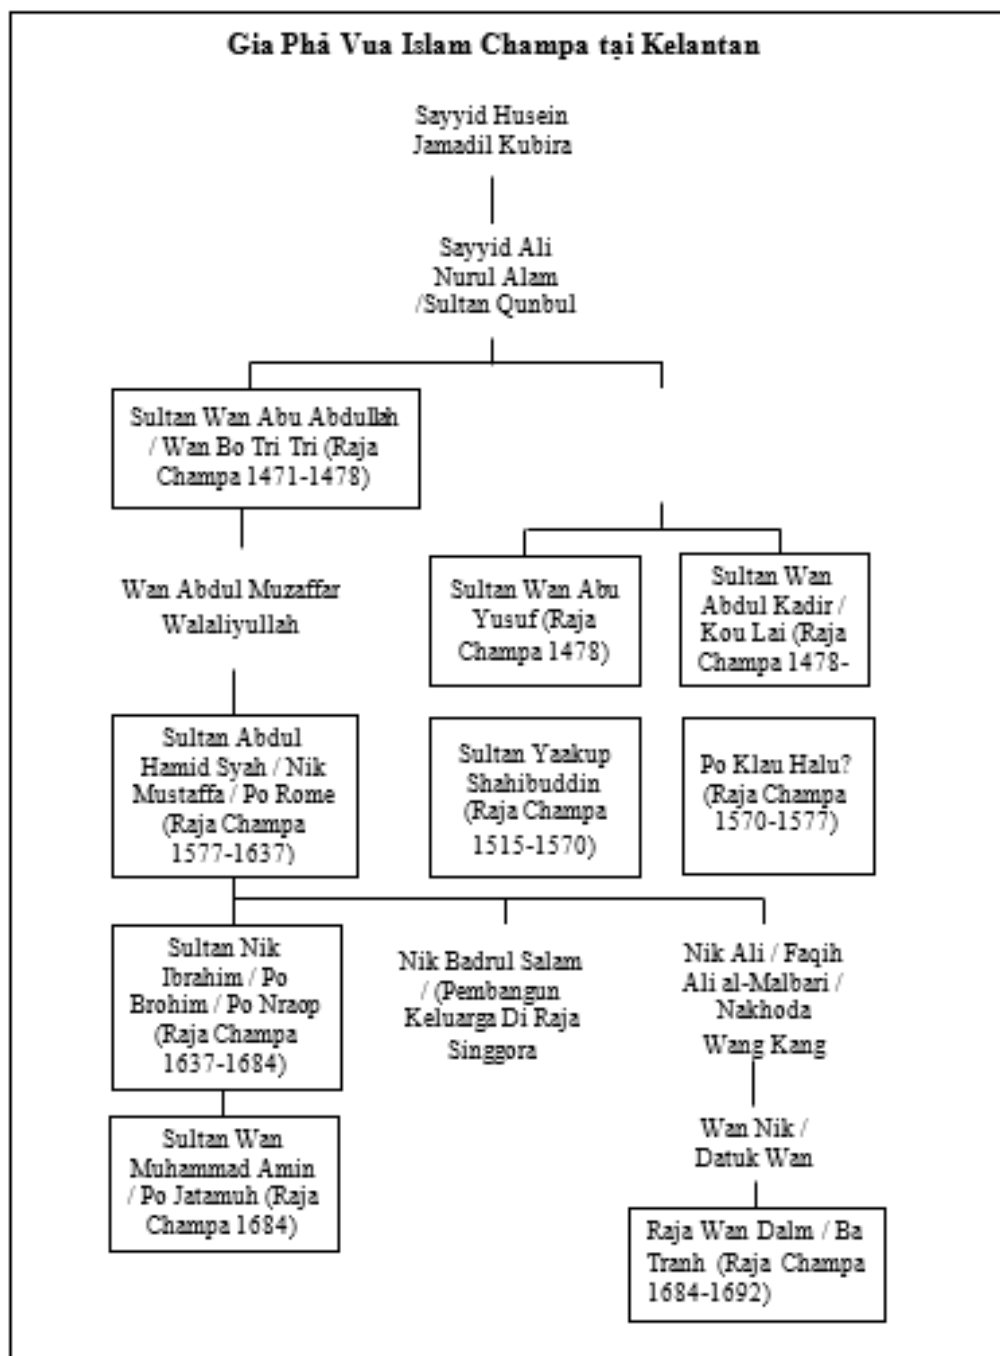 Gia Phả Vua Islam Champa tại Kelantan
Sayyid Husein
Jamadil Kubira
Sayyid Ali
Nurul Alam
/Sultan Qunbul
Sultan Wan Abu Abdullah
/ Wan Bo Tri Tri (Raja
Champa 1471-1478)
Wan Abdul Muzaffar
Walaliyullah
Sultan Wan Abu
Yusuf (Raja
Champa 1478)
Sultan Wan
Abdul Kadir /
Kou Lai (Raja
Champa 1478-
Sultan Abdul
Hamid Syah / Nik
Mustaffa / Po Rome
(Raja Champa
1577-1637)
Sultan Yaakup
Shahibuddin
(Raja Champa
1515-1570)
Po Klau Halu?
(Raja Champa
1570-1577)
Sultan Nik
Ibrahim / Po
Brohim / Po Nraop
(Raja Champa
1637-1684)
Nik Badrul Salam
/ (Pembangun
Keluarga Di Raja
Singgora
Nik Ali / Faqih
Ali al-Malbari /
Nakhoda
Wang Kang
Sultan Wan
Muhammad Amin
/ Po Jatamuh (Raja
Champa 1684)
Wan Nik /
Datuk Wan
Raja Wan Dalm / Ba
Tranh (Raja Champa
1684-1692)